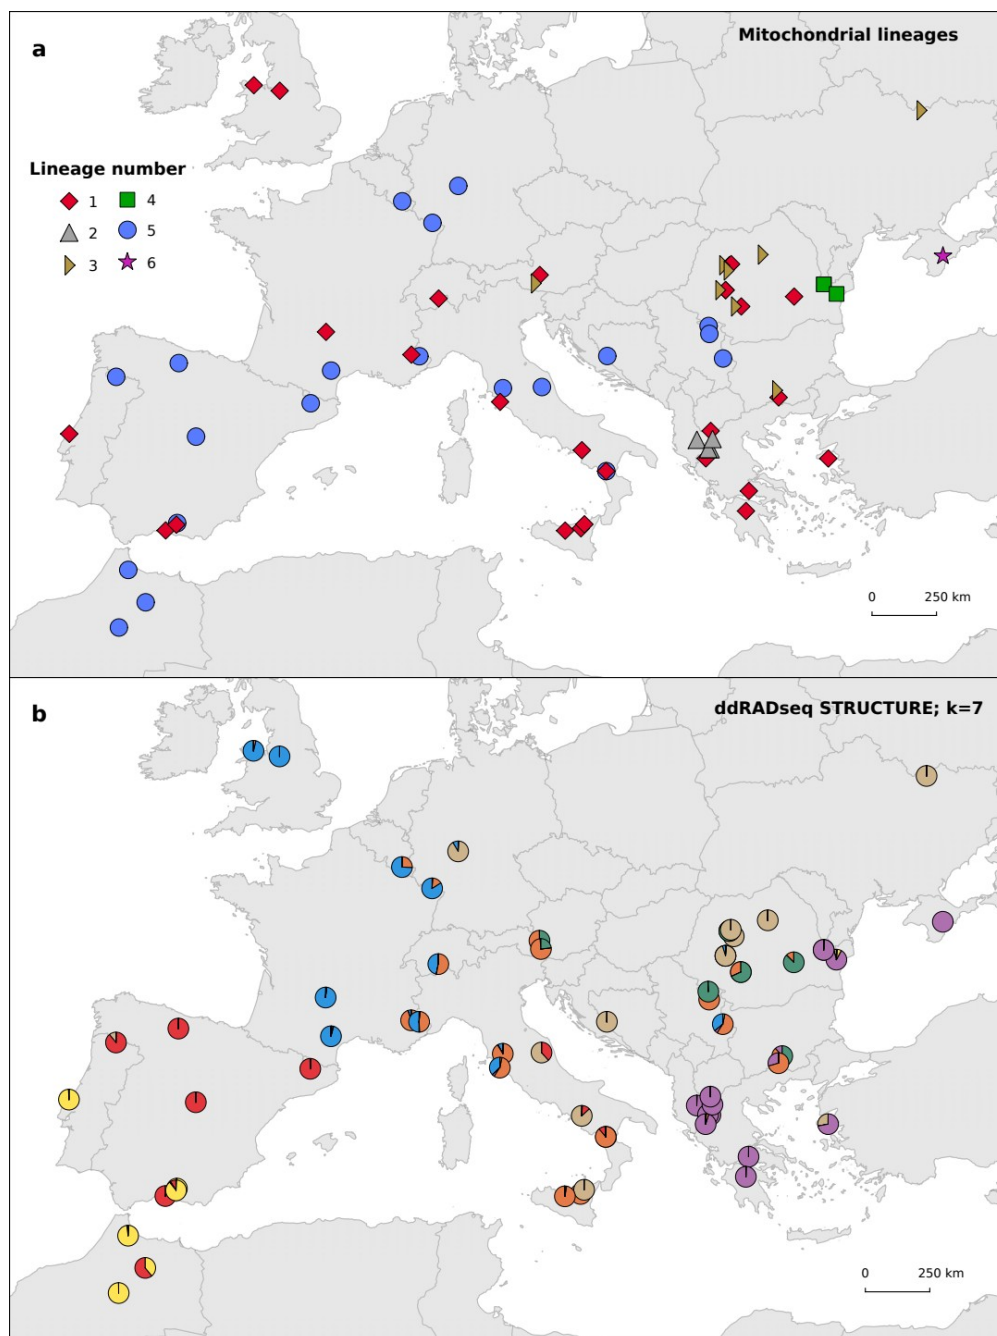 a
Mitochondrial lineages
Lineage number
1 4
2 5
3 6
0 250 km
b
ddRADseq STRUCTURE; k=7
0 250 km